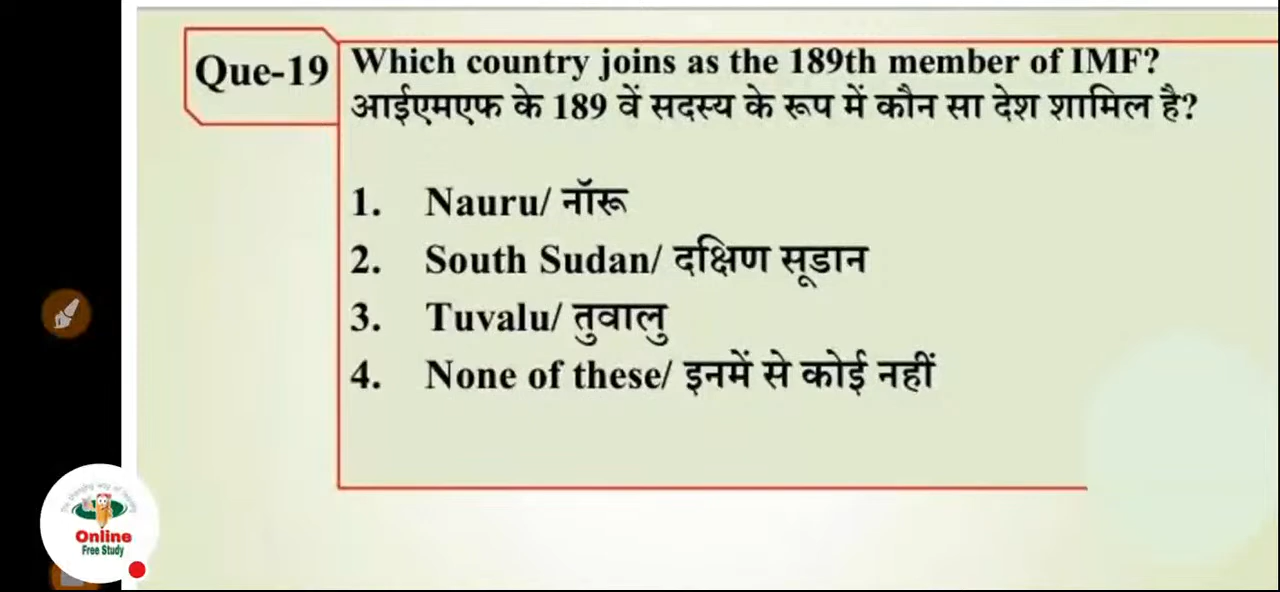 Que-19
Which country joins as the 189th member of IMF?
आईएमएफ के 189 वें सदस्य के रूप में कौन सा देश शामिल है?
1. Nauru/ नॉरू
2. South Sudan/ दक्षिण सूडान
3. Tuvalu/ तुवालु
4. None of these/ इनमें से कोई नहीं
Online
Free Study